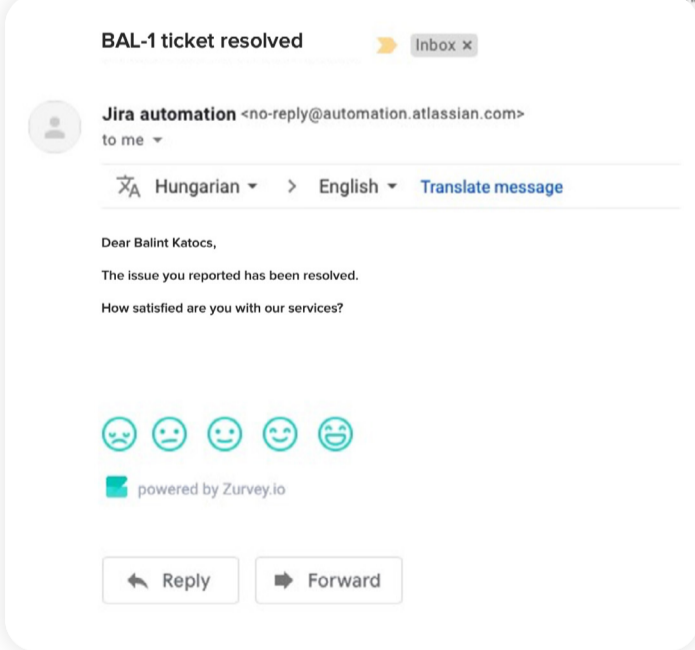 BAL-1 ticket resolved
Inbox ×
Jira automation <no-reply@automation.atlassian.com>
to me
Hungarian > English Translate message
Dear Balint Katocs,
The issue you reported has been resolved.
How satisfied are you with our services?
powered by Zurvey.io
Reply Forward